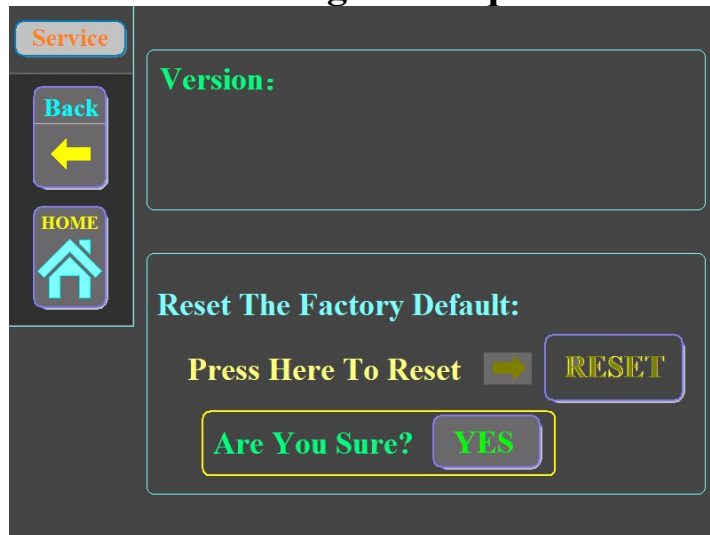 Service
Back
HOME
Version：
Reset The Factory Default:
Press Here To Reset
RESET
Are You Sure?
YES